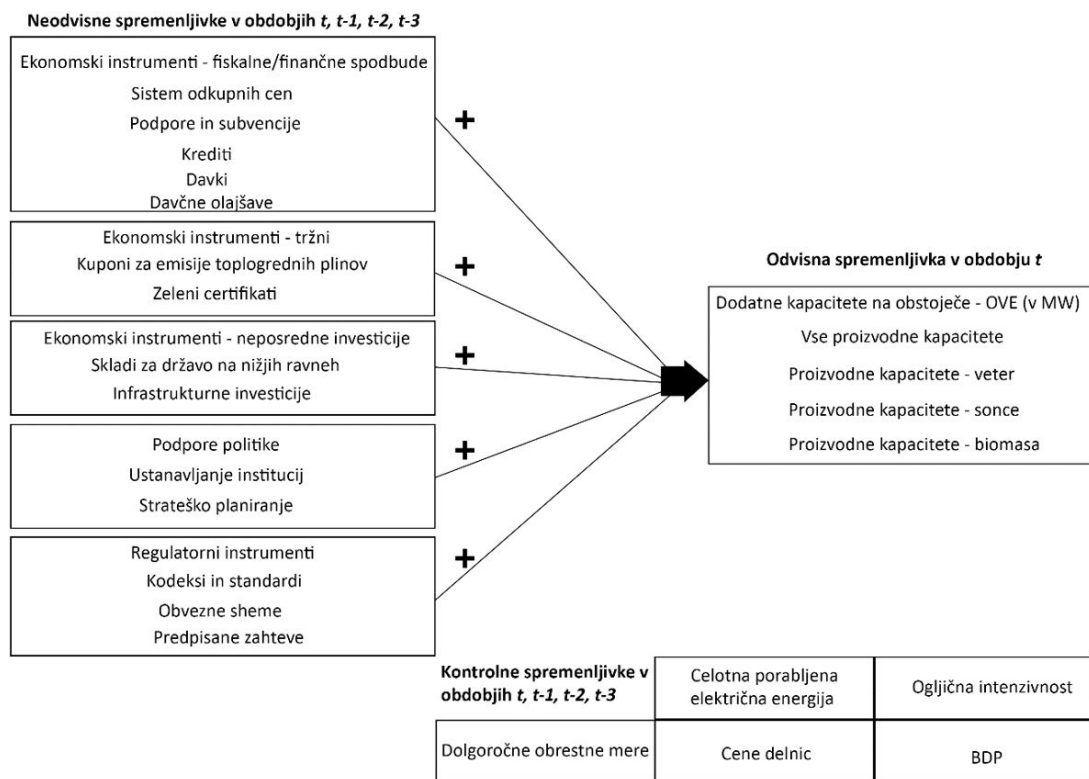 Neodvisne spremenljivke v obdobjih t, t-1, t-2, t-3
Ekonomski instrumenti - fiskalne/finančne spodbude
Sistem odkupnih cen
Podpore in subvencije
Krediti
Davki
Davčne olajšave
+
Ekonomski instrumenti - tržni
Kuponi za emisije toplogrednih plinov
Zeleni certifikati
+
Ekonomski instrumenti - neposredne investicije
Skladi za državo na nižjih ravneh
Infrastrukturne investicije
+
Podpore politike
Ustanavljanje institucij
Strateško planiranje
+
Regulatorni instrumenti
Kodeksi in standardi
Obvezne sheme
Predpisane zahteve
+
Odvisna spremenljivka v obdobju t
Dodatne kapacitete na obstoječe - OVE (v MW)
Vse proizvodne kapacitete
Proizvodne kapacitete - veter
Proizvodne kapacitete - sonce
Proizvodne kapacitete - biomasa
Kontrolne spremenljivke v
obdobjih t, t-1, t-2, t-3
Celotna porabljena
električna energija
Ogljična intenzivnost
Dolgoročne obrestne mere
Cene delnic
BDP